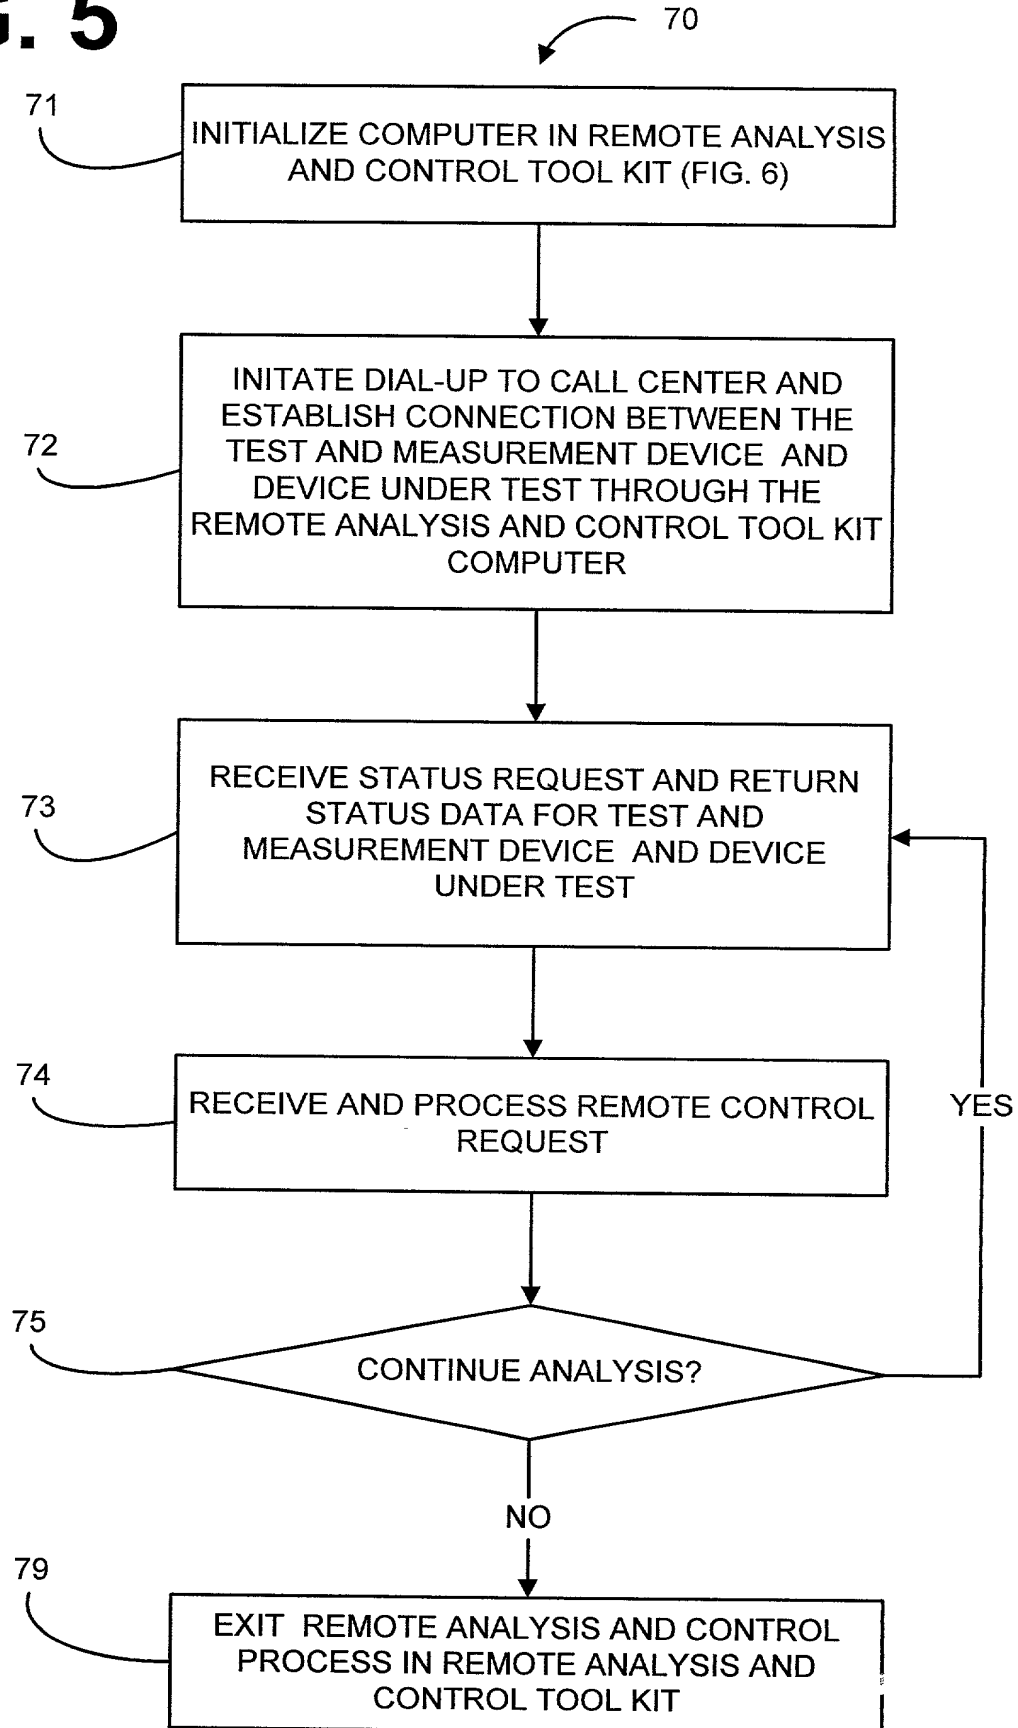 . 5
70
71
INITIALIZE COMPUTER IN REMOTE ANALYSIS
AND CONTROL TOOL KIT (FIG. 6)
72
INITATE DIAL-UP TO CALL CENTER AND
ESTABLISH CONNECTION BETWEEN THE
TEST AND MEASUREMENT DEVICE AND
DEVICE UNDER TEST THROUGH THE
REMOTE ANALYSIS AND CONTROL TOOL KIT
COMPUTER
73
RECEIVE STATUS REQUEST AND RETURN
STATUS DATA FOR TEST AND
MEASUREMENT DEVICE AND DEVICE
UNDER TEST
74
RECEIVE AND PROCESS REMOTE CONTROL
REQUEST
YES
75
CONTINUE ANALYSIS?
NO
79
EXIT REMOTE ANALYSIS AND CONTROL
PROCESS IN REMOTE ANALYSIS AND
CONTROL TOOL KIT